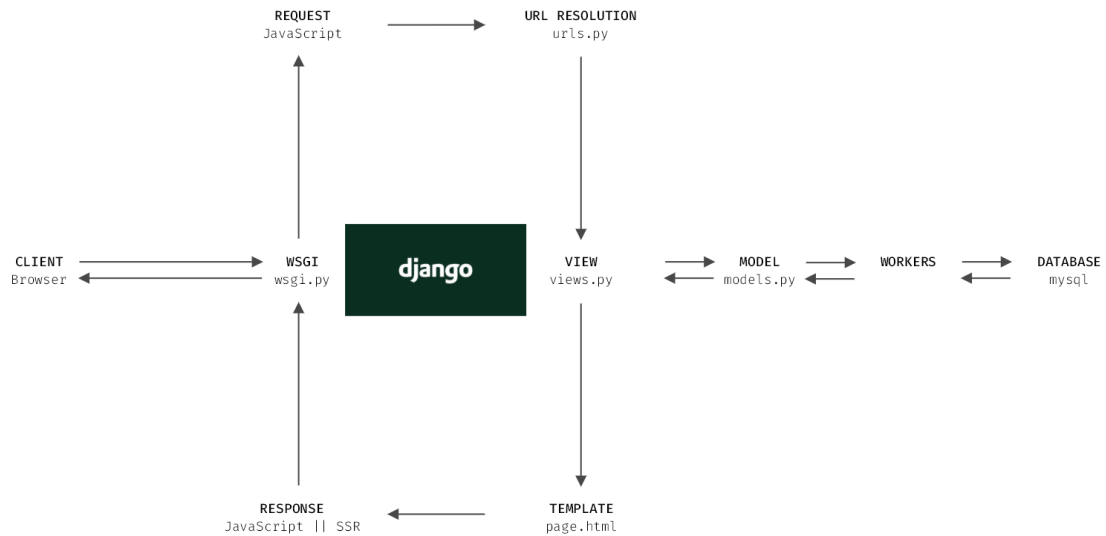 REQUEST
JavaScript
URL RESOLUTION
urls.py
CLIENT
Browser
WSGI
wsgi.py
django
VIEW
views.py
MODEL
models.py
WORKERS
DATABASE
mysql
RESPONSE
JavaScript || SSR
TEMPLATE
page.html